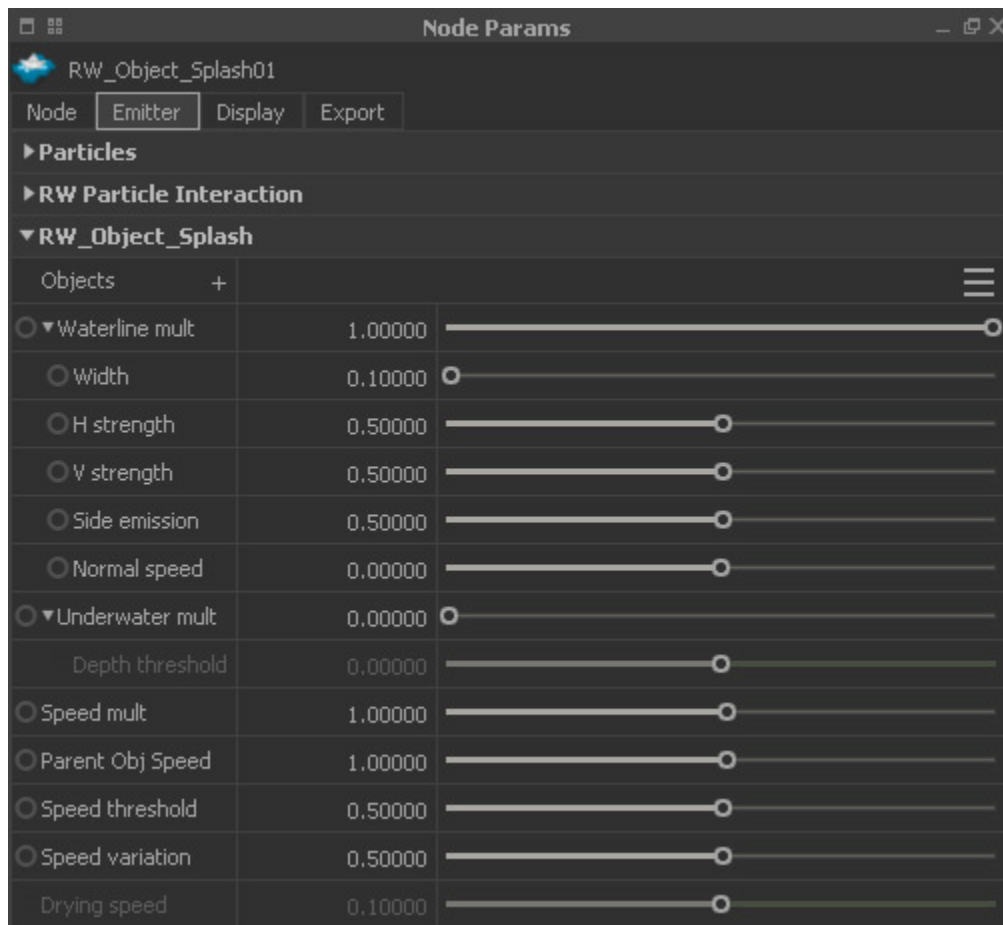 Node Params
RW_Object_Splash01
Node Emitter Display Export
Particles
RW Particle Interaction
RW_Object_Splash
Objects +
Waterline mult 1.00000
Width 0.10000
H strength 0.50000
V strength 0.50000
Side emission 0.50000
Normal speed 0.00000
Underwater mult 0.00000
Depth threshold 0.00000
Speed mult 1.00000
Parent Obj Speed 1.00000
Speed threshold 0.50000
Speed variation 0.50000
Drying speed 0.10000